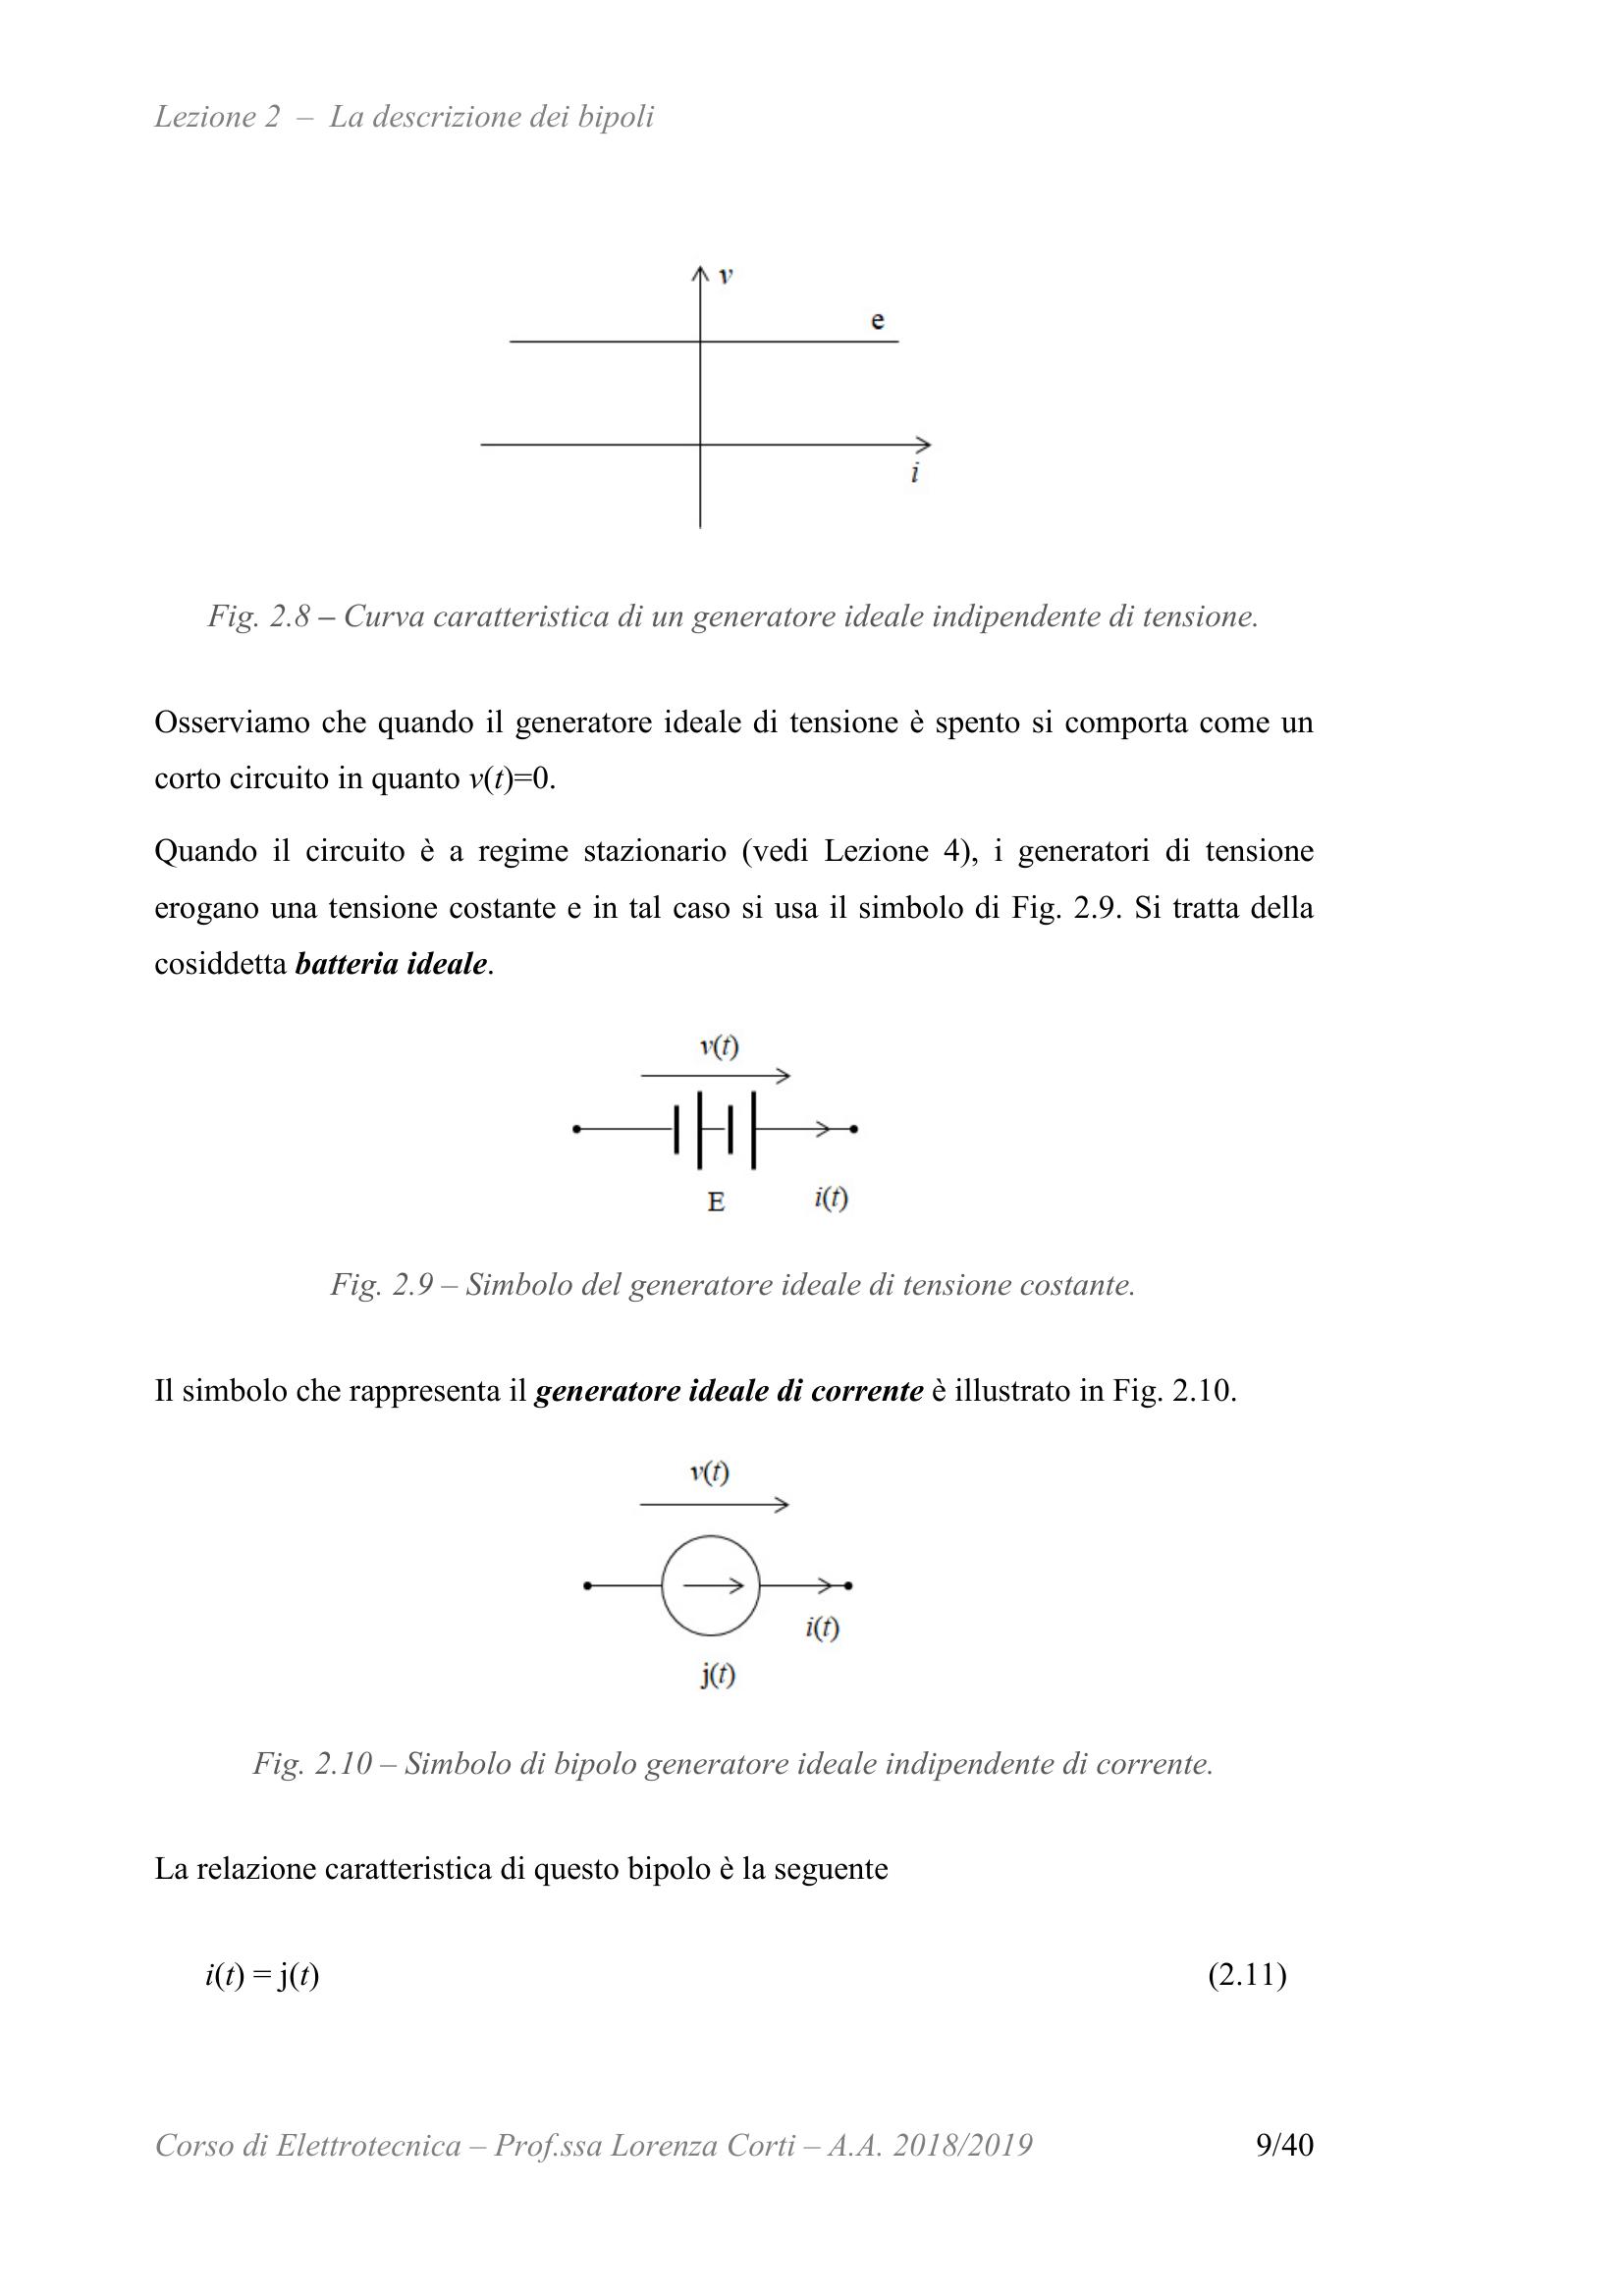 Lezione 2 – La descrizione dei bipoli
v
e
i
Fig. 2.8 – Curva caratteristica di un generatore ideale indipendente di tensione.
Osserviamo che quando il generatore ideale di tensione è spento si comporta come un
corto circuito in quanto v(t)=0.
Quando il circuito è a regime stazionario (vedi Lezione 4), i generatori di tensione
erogano una tensione costante e in tal caso si usa il simbolo di Fig. 2.9. Si tratta della
cosiddetta batteria ideale.
v(t)
E i(t)
Fig. 2.9 – Simbolo del generatore ideale di tensione costante.
Il simbolo che rappresenta il generatore ideale di corrente è illustrato in Fig. 2.10.
v(t)
i(t)
j(t)
Fig. 2.10 – Simbolo di bipolo generatore ideale indipendente di corrente.
La relazione caratteristica di questo bipolo è la seguente
i(t) = j(t) (2.11)
Corso di Elettrotecnica – Prof.ssa Lorenza Corti – A.A. 2018/2019 9/40